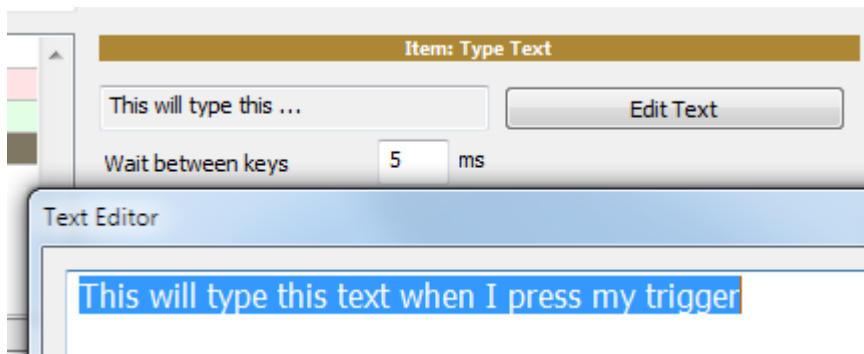 Item: Type Text
This will type this ...
Edit Text
Wait between keys
5
ms
Text Editor
This will type this text when I press my trigger